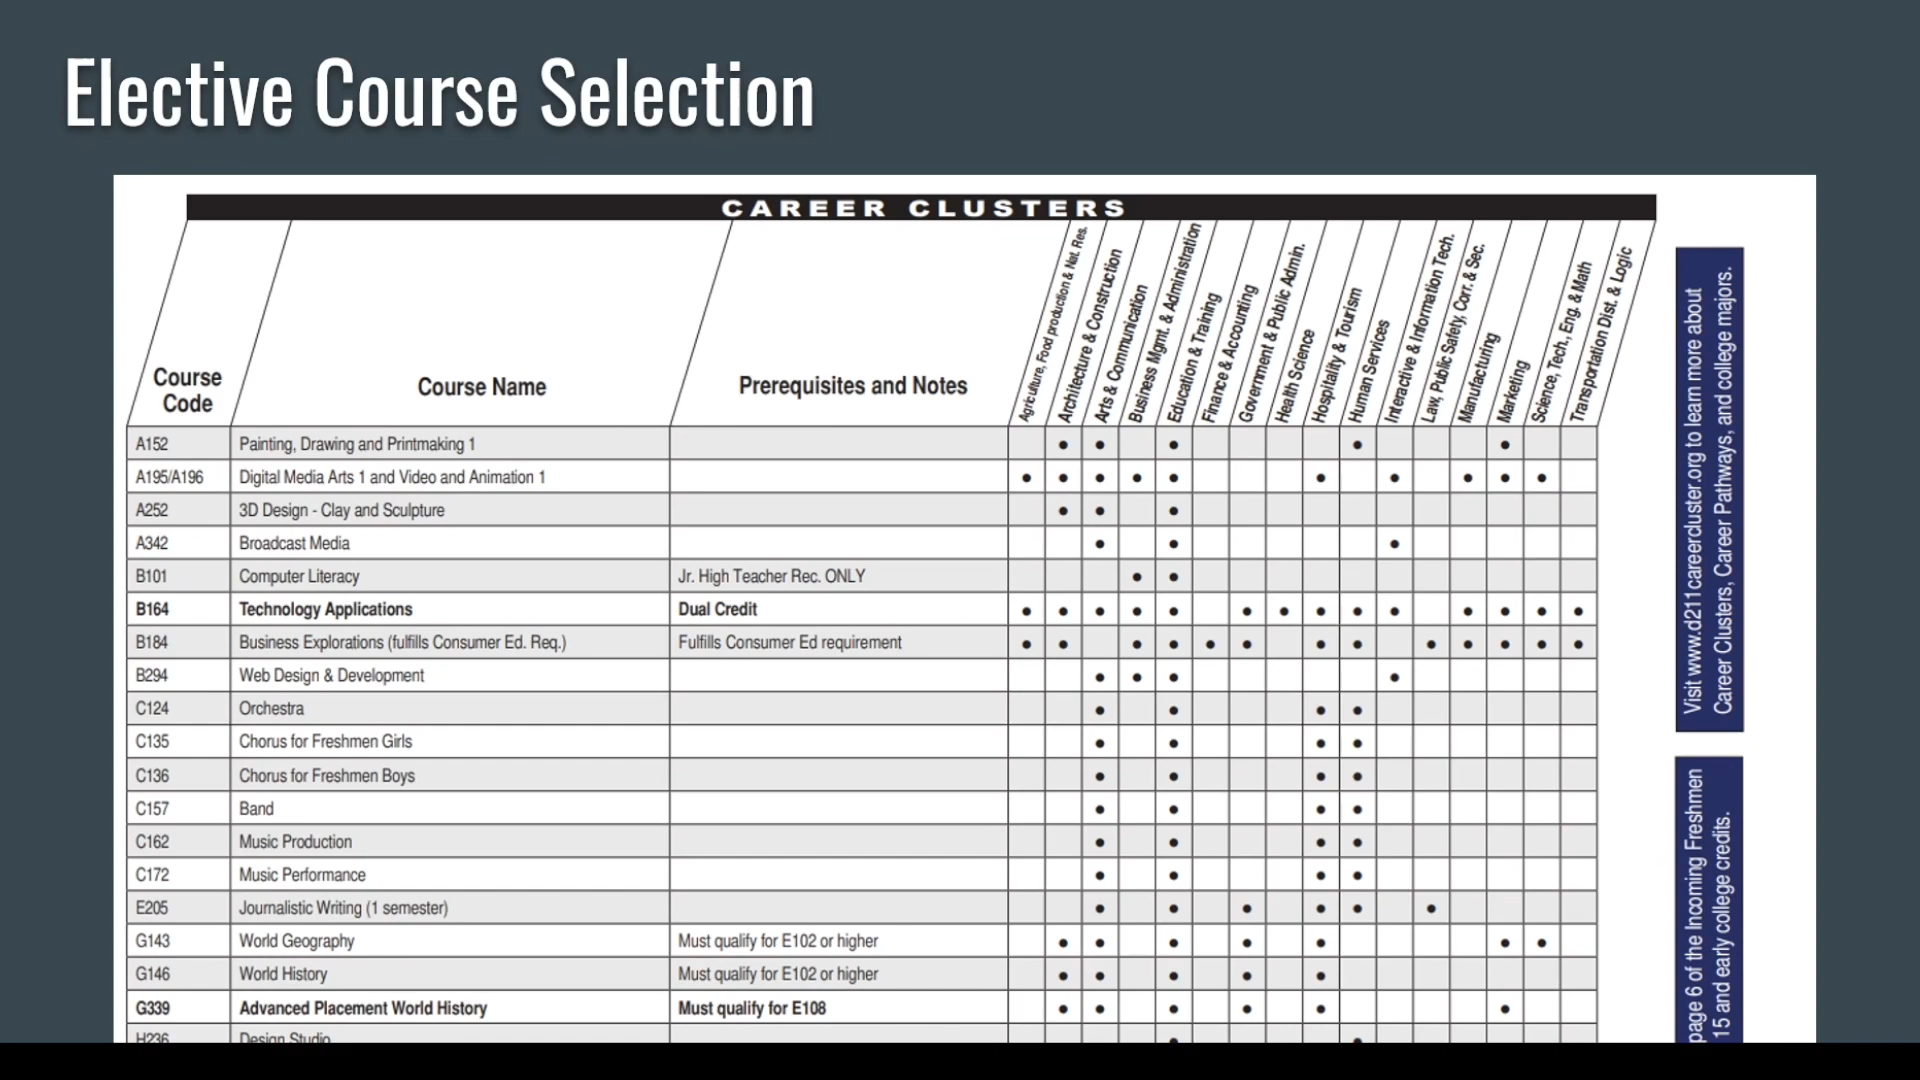 Elective Course Selection
CAREER CLUSTERS
Course Code
Course Name
Prerequisites and Notes
Agriculture, Food production & Nat. Res.
Architecture & Construction
Arts & Communication
Business Mgmt. & Administration
Education & Training
Finance & Accounting
Government & Public Admin.
Health Science
Hospitality & Tourism
Human Services
Interactive & Information Tech.
Law, Public Safety, Corr. & Sec.
Manufacturing
Marketing
Science, Tech., Eng. & Math
Transportation Dist. & Logic
A152 Painting, Drawing and Printmaking 1 • • • • •
A195/A196 Digital Media Arts 1 and Video and Animation 1 • • • • • • • • • •
A252 3D Design - Clay and Sculpture • • •
A342 Broadcast Media • • •
B101 Computer Literacy Jr. High Teacher Rec. ONLY • •
B164 Technology Applications Dual Credit • • • • • • • • • • • • • •
B184 Business Explorations (fulfills Consumer Ed. Req.) Fulfills Consumer Ed requirement • • • • • • • • • • • • •
B294 Web Design & Development • • • •
C124 Orchestra • • • •
C135 Chorus for Freshmen Girls • • • •
C136 Chorus for Freshmen Boys • • • •
C157 Band • • • •
C162 Music Production • • • •
C172 Music Performance • • • •
E205 Journalistic Writing (1 semester) • • • • • •
G143 World Geography Must qualify for E102 or higher • • • • • • •
G146 World History Must qualify for E102 or higher • • • • •
G339 Advanced Placement World History Must qualify for E108 • • • • • •
H236 Design Studio • •
Visit www.d211careercluster.org to learn more about
Career Clusters, Career Pathways, and college majors.
page 6 of the Incoming Freshmen
15 and early college credits.